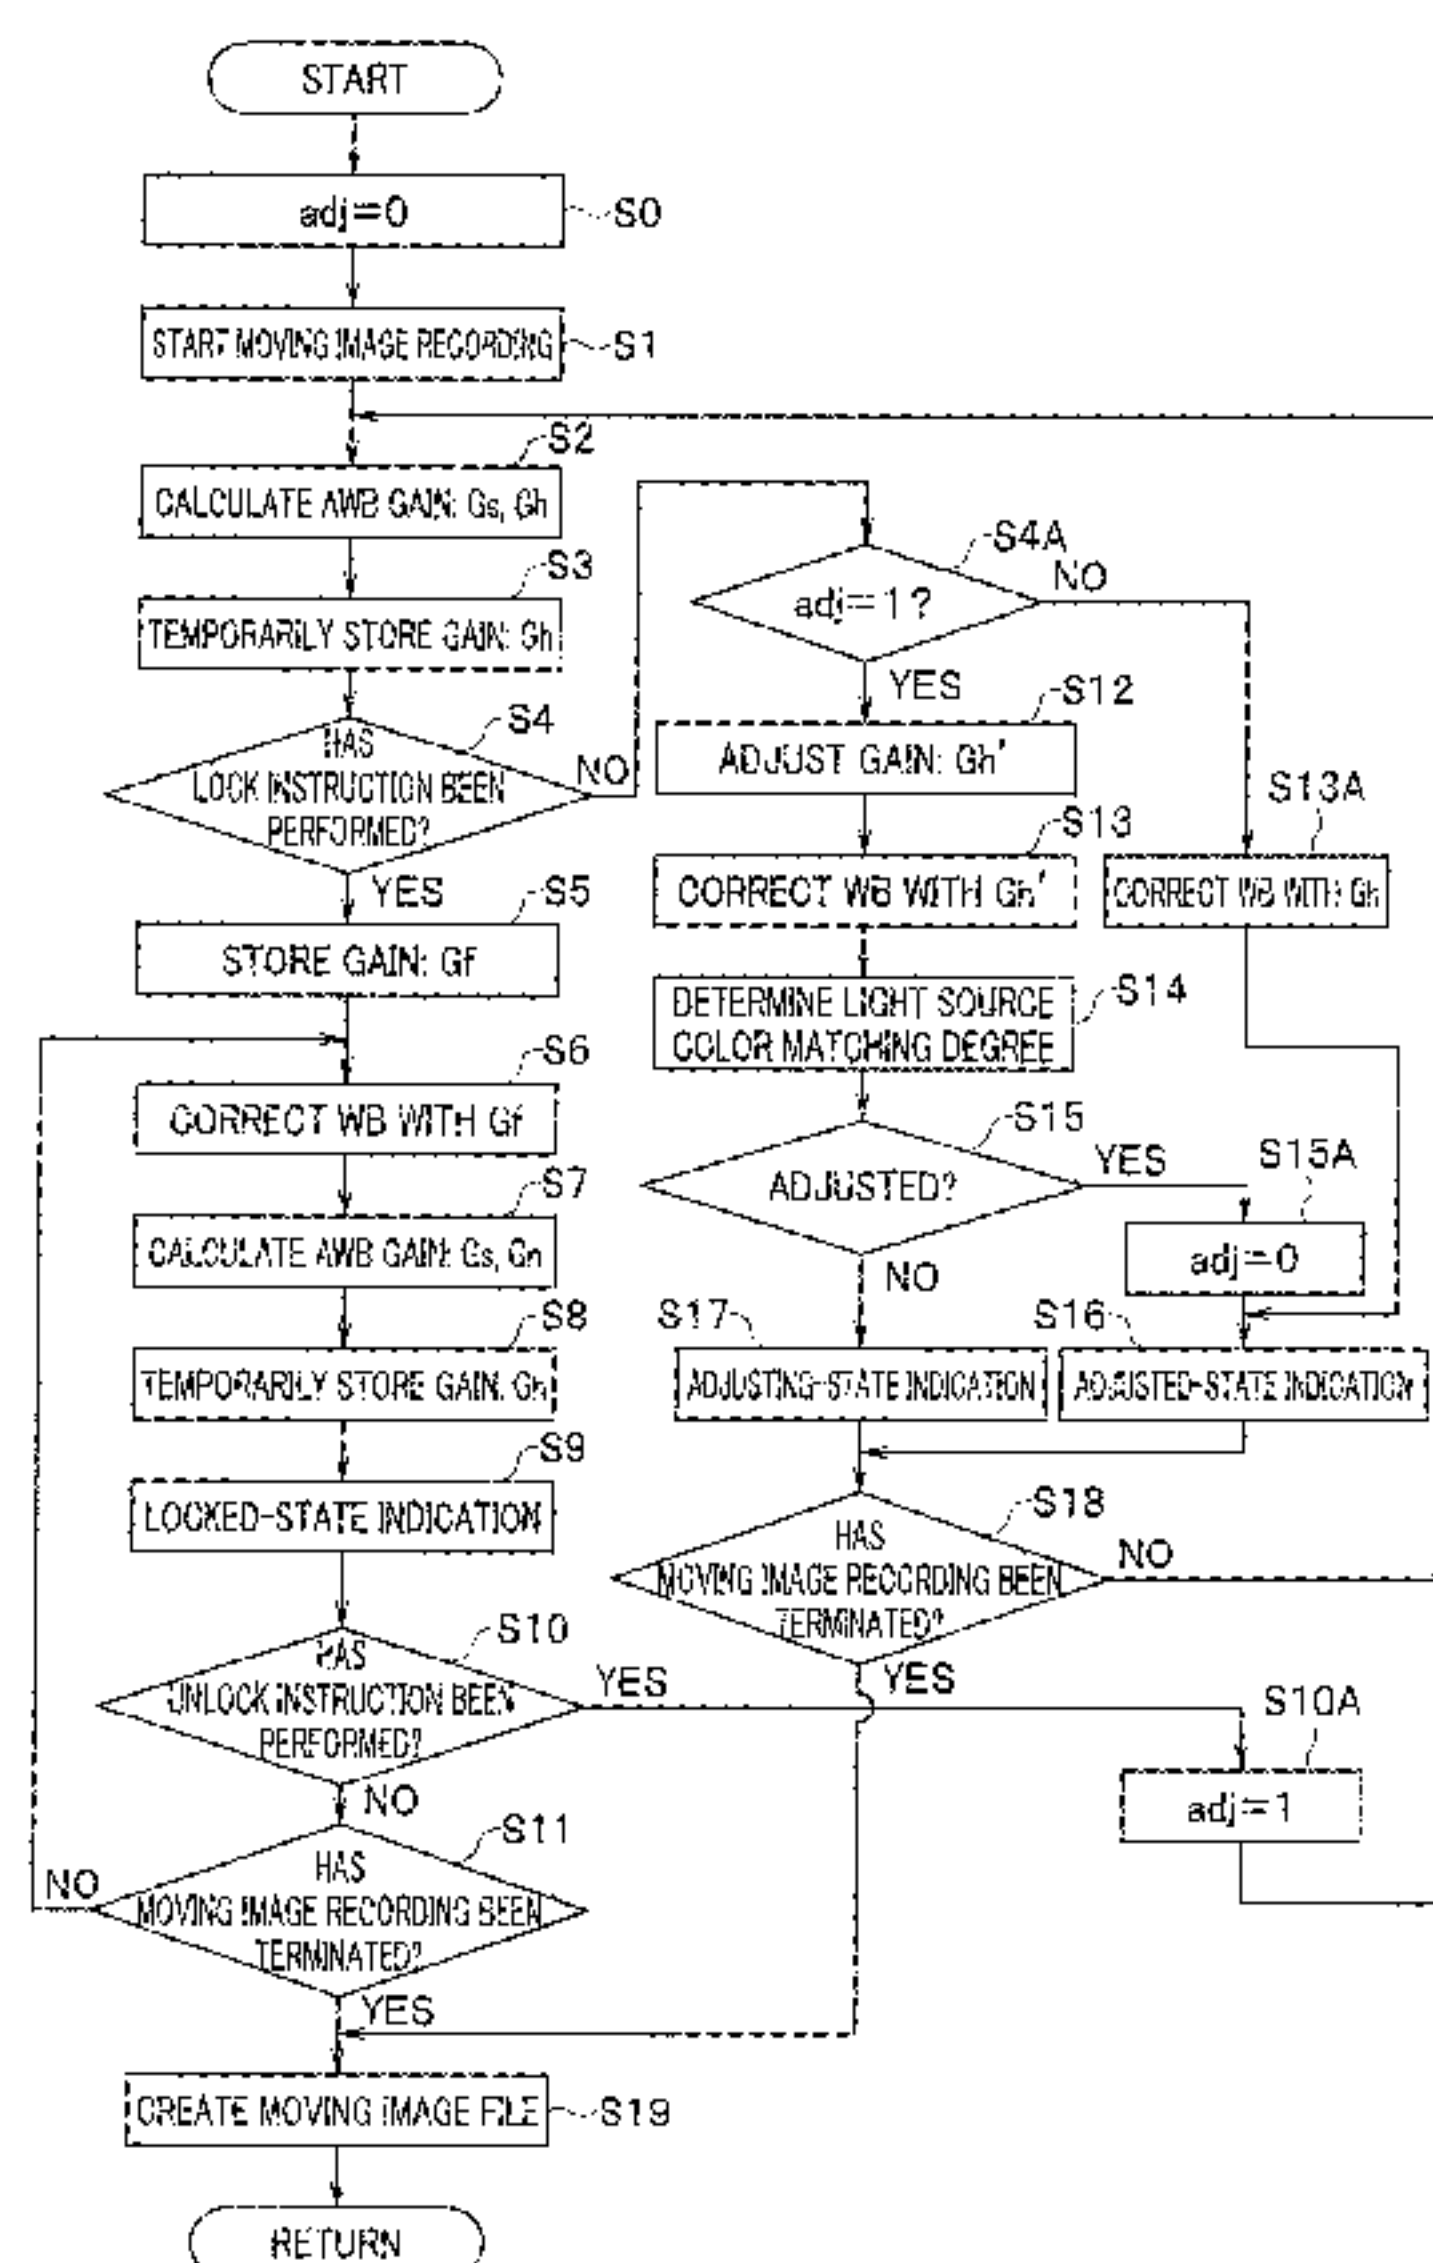 START
adj=0
S0
START MOVING IMAGE RECORDING
S1
S2
CALCULATE AWB GAIN: Gs, Gh
S3
TEMPORARILY STORE GAIN: Gh
S4
HAS
LOCK INSTRUCTION BEEN
PERFORMED?
NO
YES
S5
STORE GAIN: Gf
S6
CORRECT WB WITH Gf
S7
CALCULATE AWB GAIN: Gs, Gh
S8
TEMPORARILY STORE GAIN: Gh
S9
LOCKED-STATE INDICATION
S10
HAS
UNLOCK INSTRUCTION BEEN
PERFORMED?
YES
NO
S10A
adj=1
S11
HAS
MOVING IMAGE RECORDING BEEN
TERMINATED?
NO
YES
S4A
adj=1?
NO
YES
S12
ADJUST GAIN: Gh'
S13
CORRECT WB WITH Gh'
S13A
CORRECT WB WITH Gh
S14
DETERMINE LIGHT SOURCE
COLOR MATCHING DEGREE
S15
ADJUSTED?
YES
NO
S15A
adj=0
S17
ADJUSTING-STATE INDICATION
S16
ADJUSTED-STATE INDICATION
S18
HAS
MOVING IMAGE RECORDING BEEN
TERMINATED?
NO
YES
CREATE MOVING IMAGE FILE
S19
RETURN